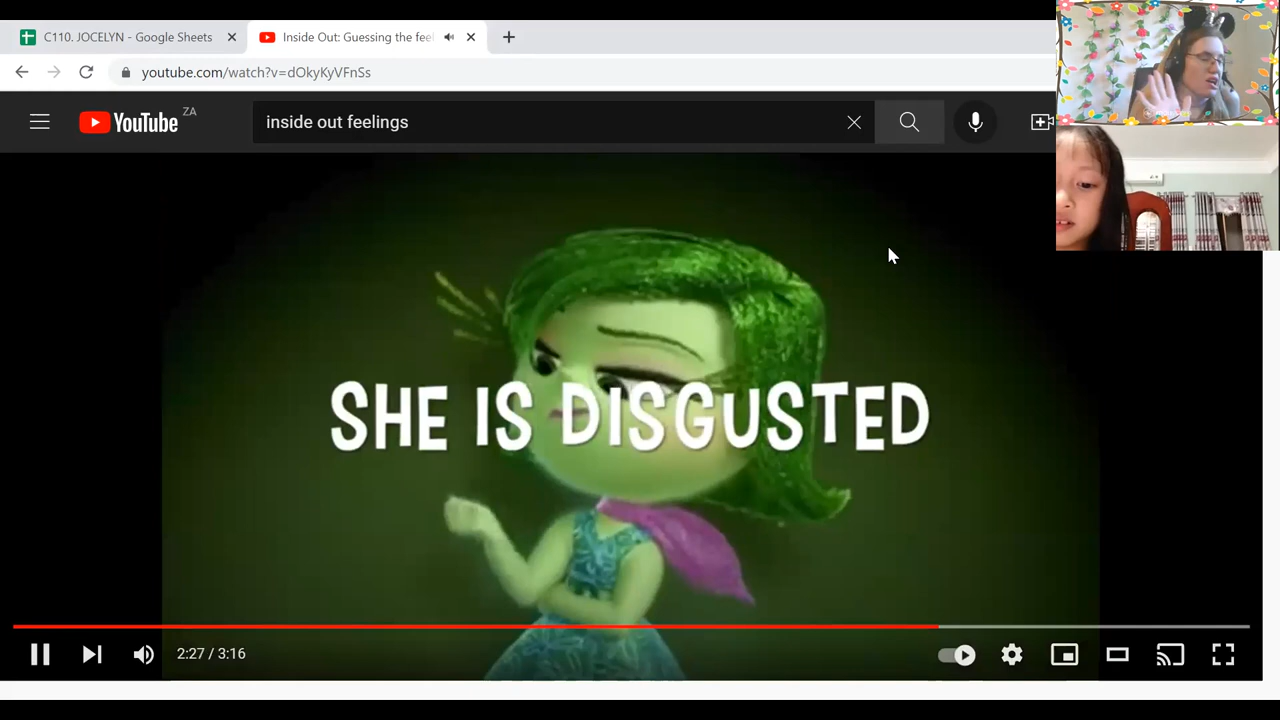 C110. JOCELYN - Google Sheets
Inside Out: Guessing the feel
youtube.com/watch?v=dOkyKyVFnSs
YouTube ZA
inside out feelings
SHE IS DISGUSTED
2:27 / 3:16